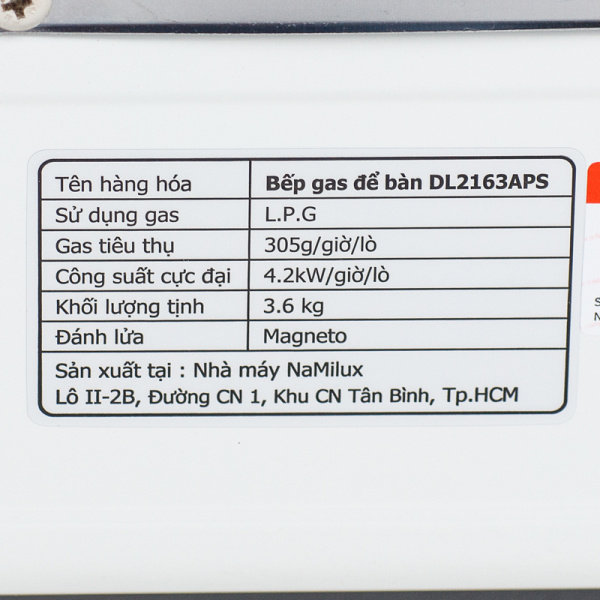 Tên hàng hóa Bếp gas để bàn DL2163APS
Sử dụng gas L.P.G
Gas tiêu thụ 305g/giờ/lò
Công suất cực đại 4.2kW/giờ/lò
Khối lượng tịnh 3.6 kg
Đánh lửa Magneto
Sản xuất tại : Nhà máy NaMilux
Lô II-2B, Đường CN 1, Khu CN Tân Bình, Tp.HCM